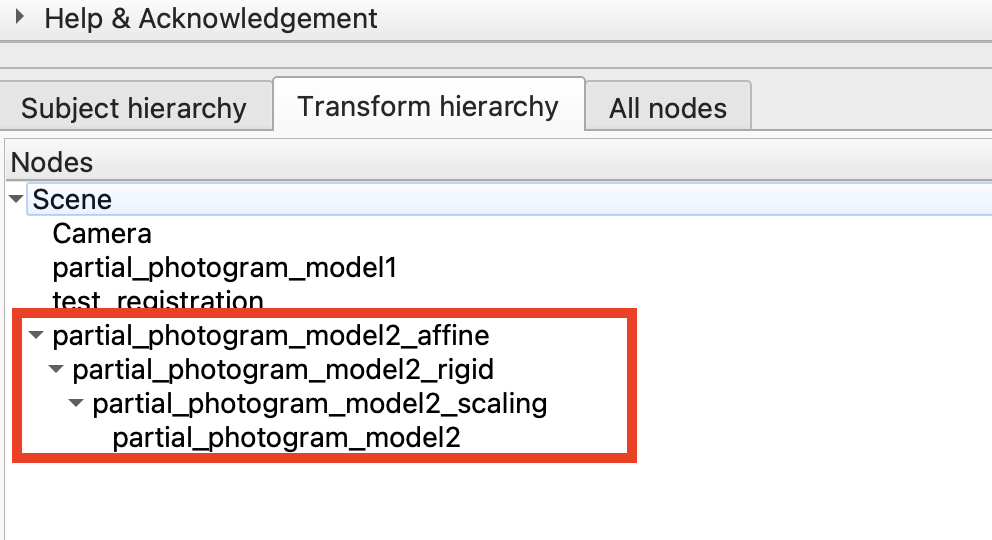 Help & Acknowledgement
Subject hierarchy
Transform hierarchy
All nodes
Nodes
Scene
Camera
partial_photogram_model1
test_registration
partial_photogram_model2_affine
partial_photogram_model2_rigid
partial_photogram_model2_scaling
partial_photogram_model2